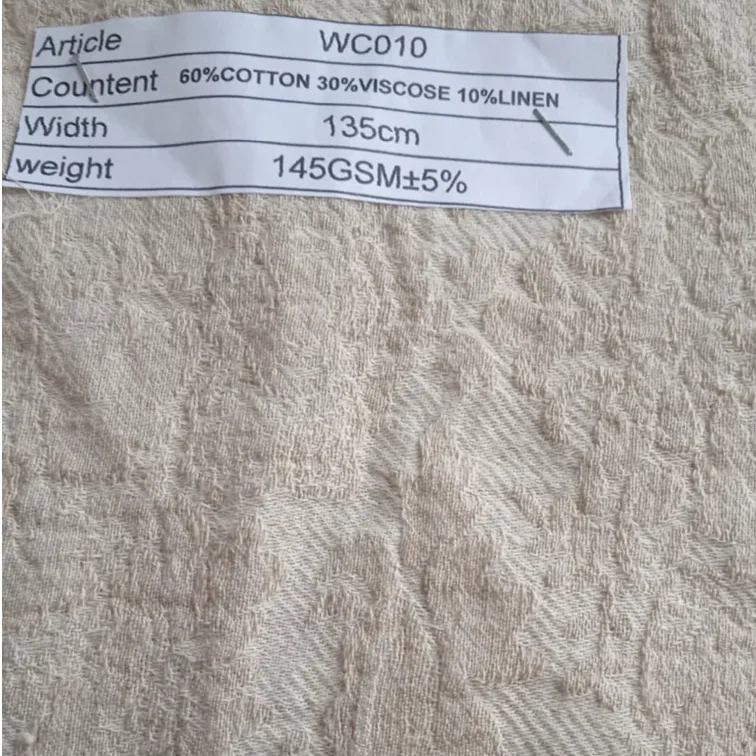 Article WC010
Countent 60%COTTON 30%VISCOSE 10%LINEN
Width 135cm
weight 145GSM±5%